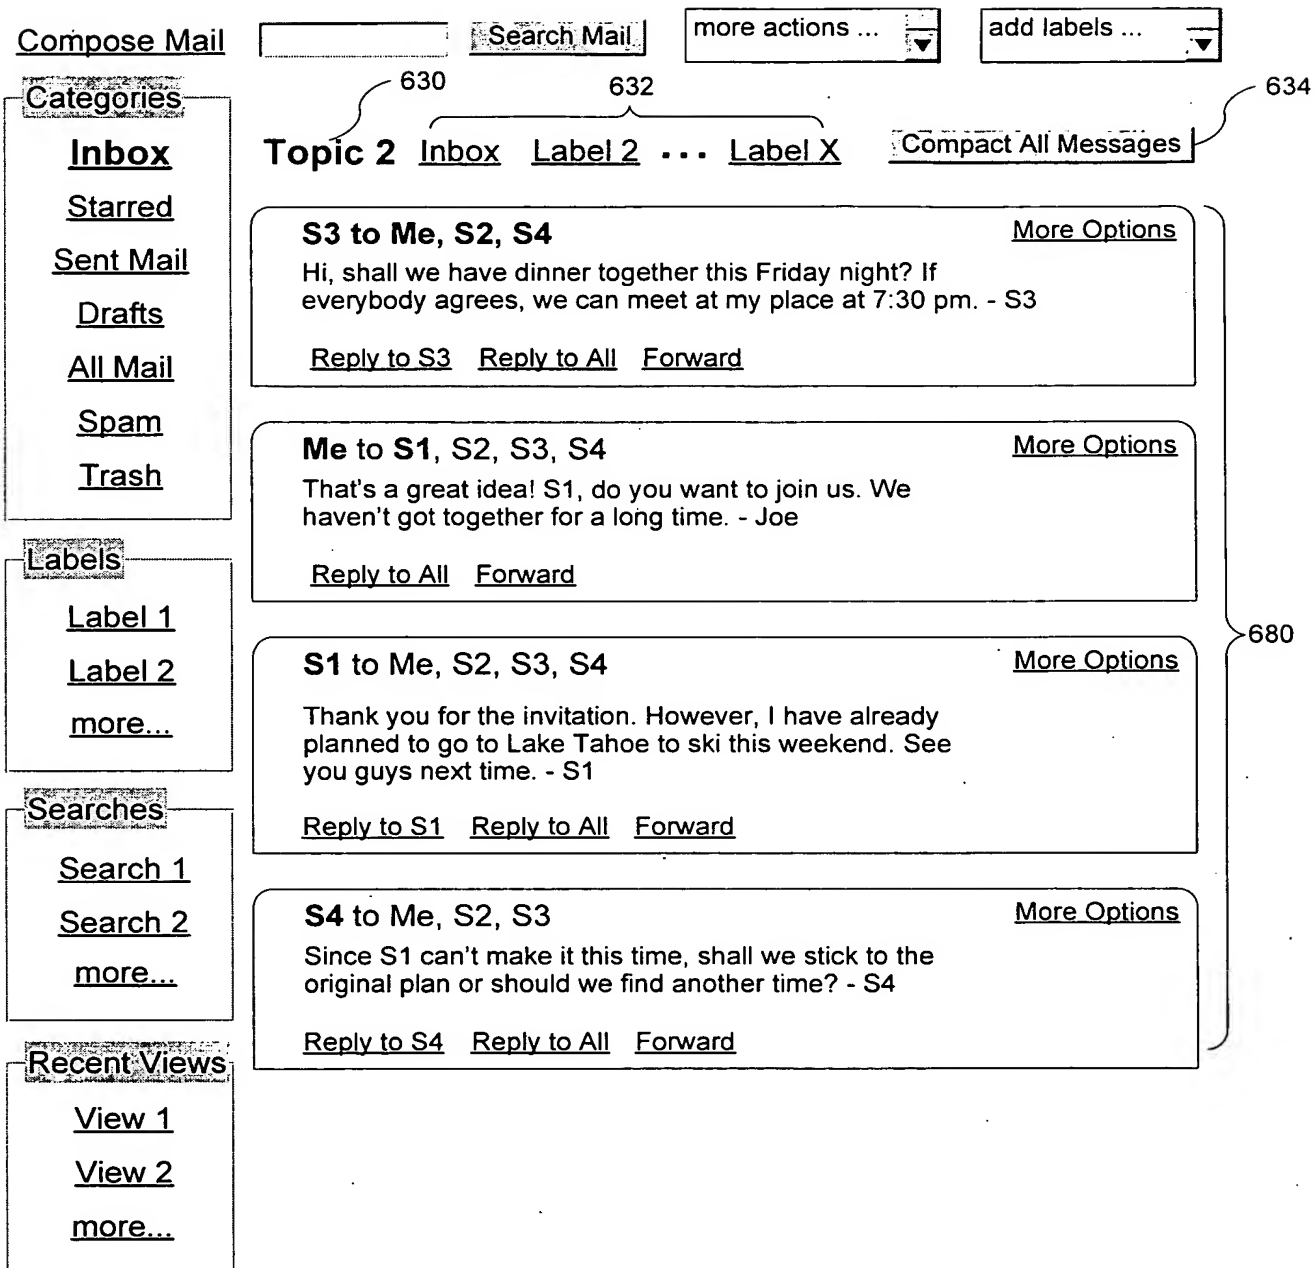 Compose Mail Search Mail more actions ... add labels ...
630 632 634
Categories
Inbox
Starred
Sent Mail
Drafts
All Mail
Spam
Trash
Labels
Label 1
Label 2
more...
Searches
Search 1
Search 2
more...
Recent Views
View 1
View 2
more...
Topic 2 Inbox Label 2 ... Label X Compact All Messages
S3 to Me, S2, S4 More Options
Hi, shall we have dinner together this Friday night? If
everybody agrees, we can meet at my place at 7:30 pm. - S3
Reply to S3 Reply to All Forward
Me to S1, S2, S3, S4 More Options
That's a great idea! S1, do you want to join us. We
haven't got together for a long time. - Joe
Reply to All Forward
680
S1 to Me, S2, S3, S4 More Options
Thank you for the invitation. However, I have already
planned to go to Lake Tahoe to ski this weekend. See
you guys next time. - S1
Reply to S1 Reply to All Forward
S4 to Me, S2, S3 More Options
Since S1 can't make it this time, shall we stick to the
original plan or should we find another time? - S4
Reply to S4 Reply to All Forward